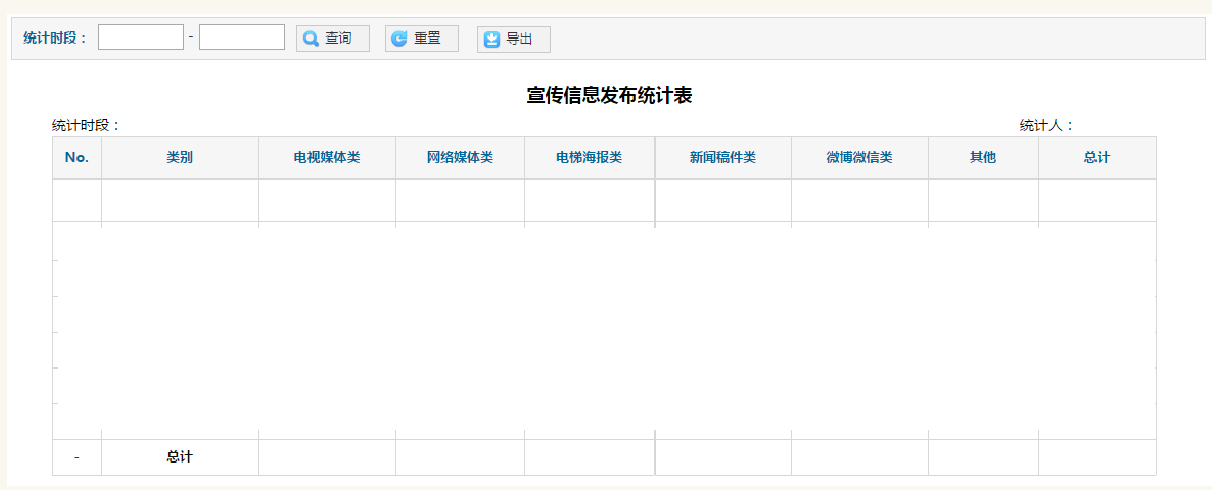 统计时段： - 查询 重置 导出
宣传信息发布统计表
统计时段： 统计人：
No. 类别 电视媒体类 网络媒体类 电梯海报类 新闻稿件类 微博微信类 其他 总计
- 总计